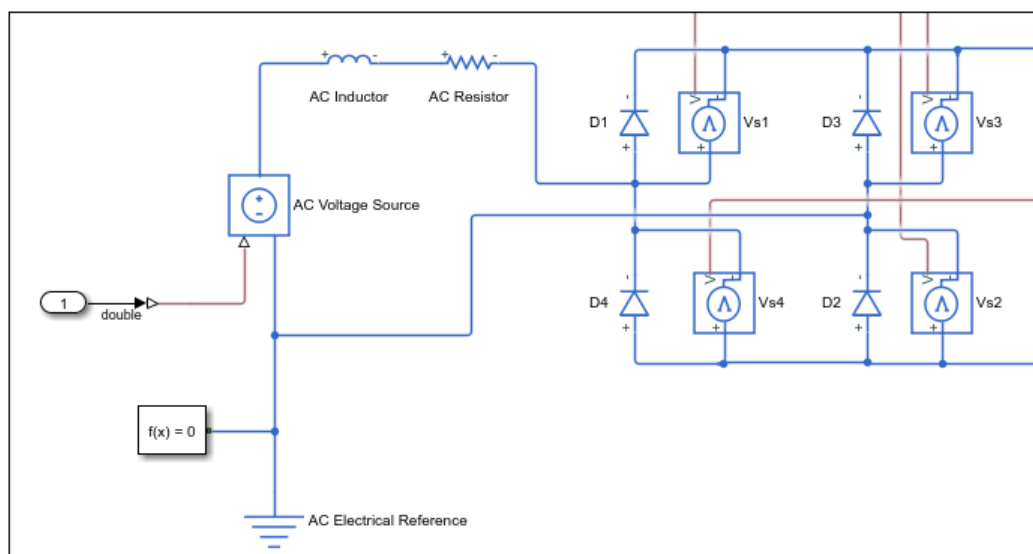 + -
+ -
AC Inductor
AC Resistor
D1
-
+
V
-
+
Vs1
D3
-
+
V
-
+
Vs3
+
-
AC Voltage Source
1
double
D4
-
+
V
-
+
Vs4
D2
-
+
V
-
+
Vs2
f(x) = 0
AC Electrical Reference